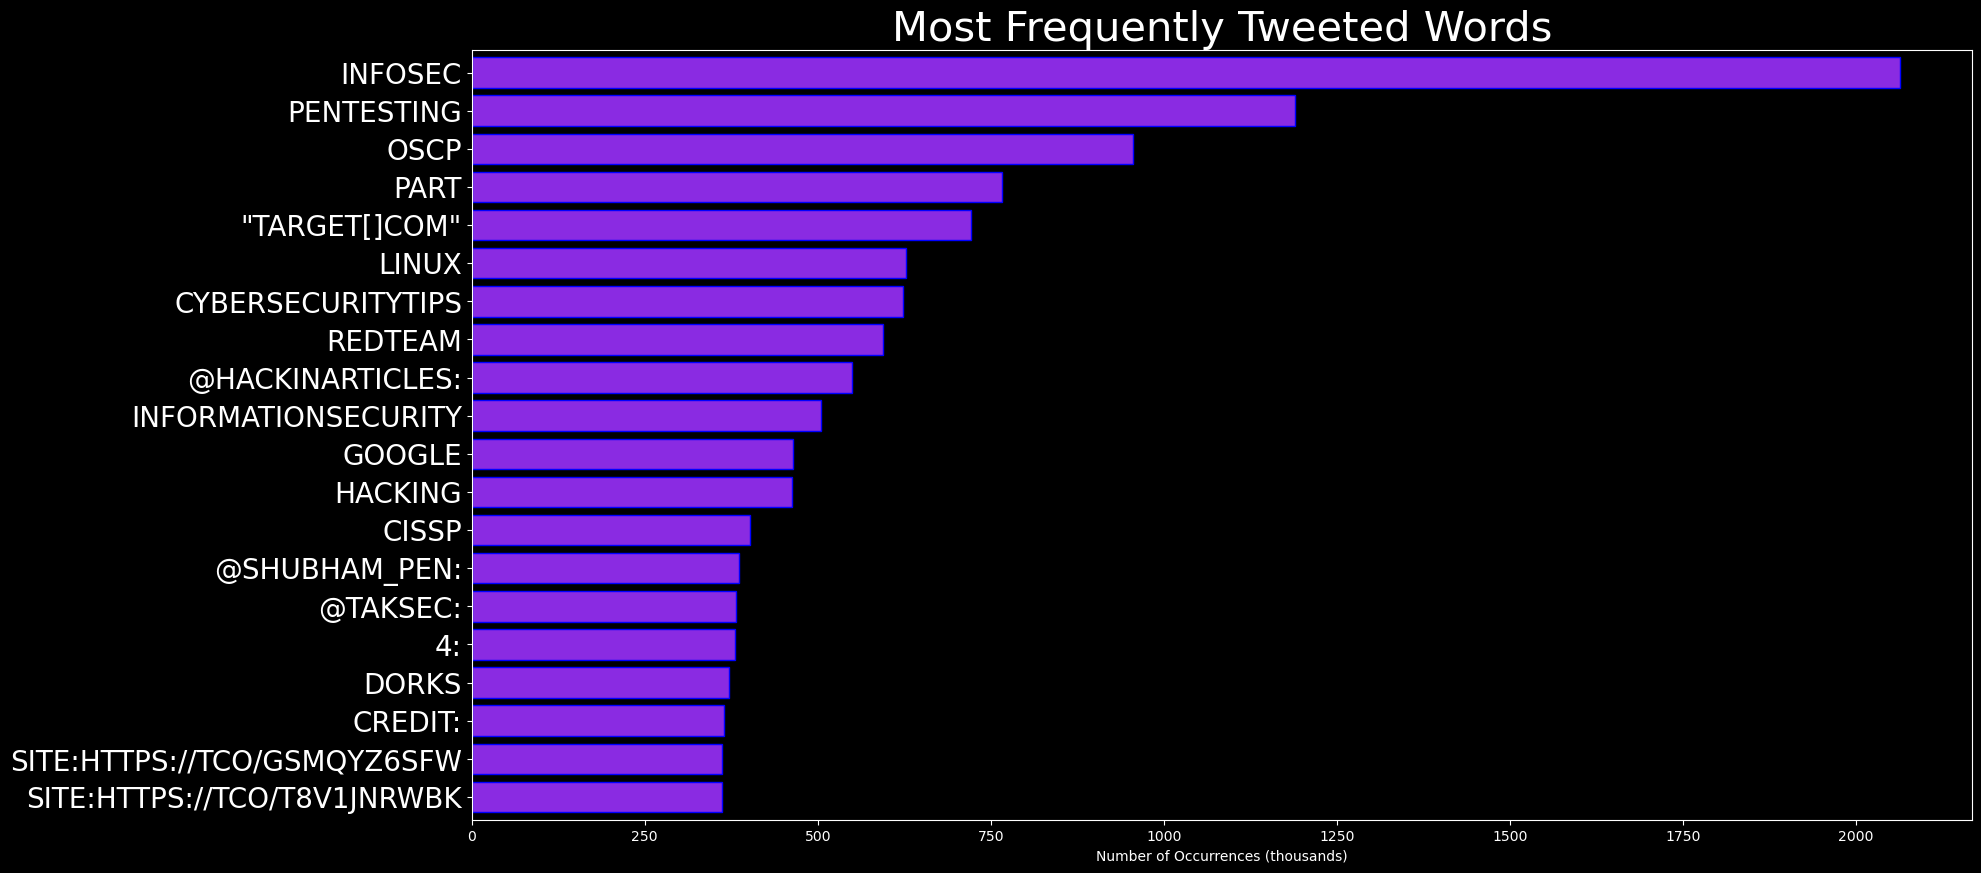 Most Frequently Tweeted Words
INFOSEC
PENTESTING
OSCP
PART
"TARGET[]COM"
LINUX
CYBERSECURITYTIPS
REDTEAM
@HACKINARTICLES:
INFORMATIONSECURITY
GOOGLE
HACKING
CISSP
@SHUBHAM_PEN:
@TAKSEC:
4:
DORKS
CREDIT:
SITE:HTTPS://TCO/GSMQYZ6SFW
SITE:HTTPS://TCO/T8V1JNRWBK
0 250 500 750 1000 1250 1500 1750 2000
Number of Occurrences (thousands)